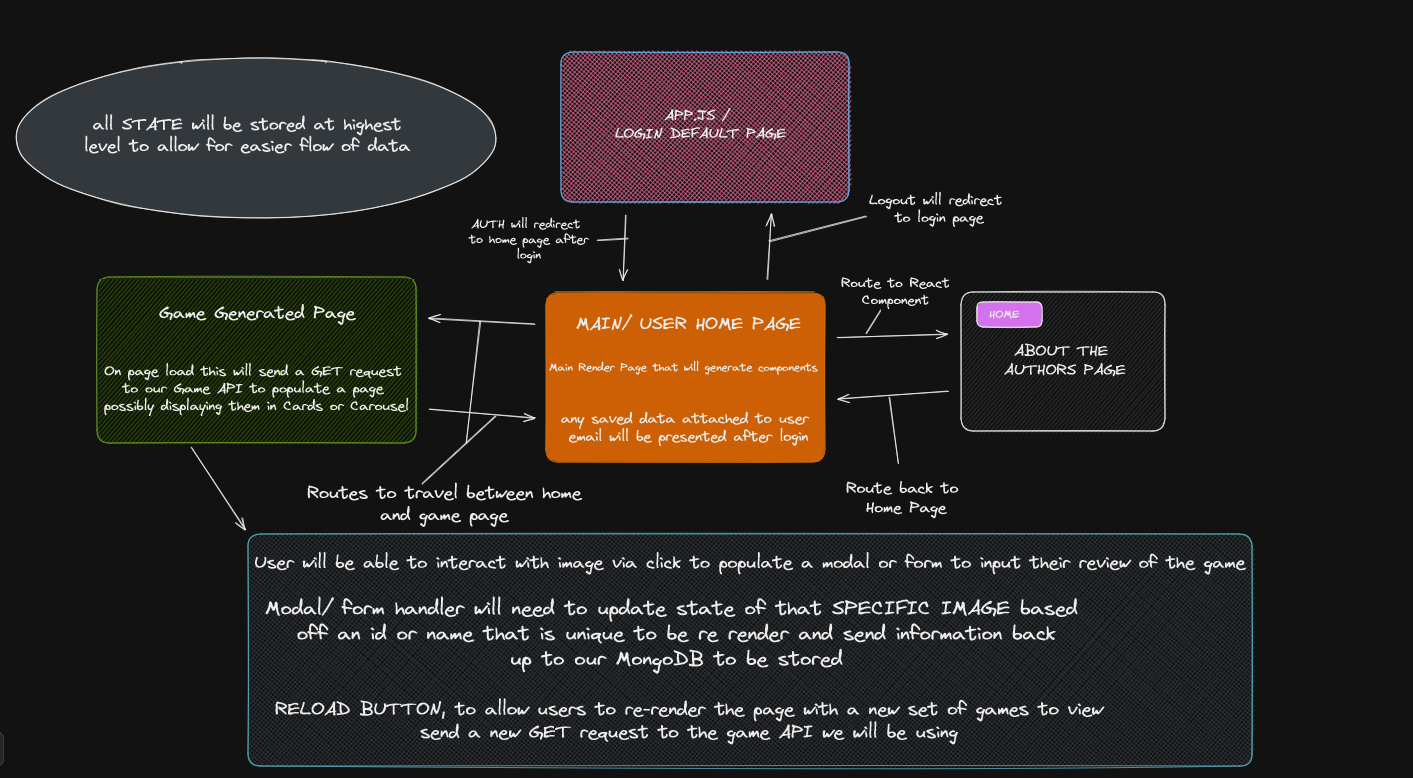 all STATE will be stored at highest
level to allow for easier flow of data
APP.JS /
LOGIN DEFAULT PAGE
AUTH will redirect
to home page after
login
Logout will redirect
to login page
Game Generated Page
On page load this will send a GET request
to our Game API to populate a page
possibly displaying them in Cards or Carousel
MAIN/ USER HOME PAGE
Main Render Page that will generate components
any saved data attached to user
email will be presented after login
Route to React
Component
HOME
ABOUT THE
AUTHORS PAGE
Routes to travel between home
and game page
Route back to
Home Page
User will be able to interact with image via click to populate a modal or form to input their review of the game
Modal/ form handler will need to update state of that SPECIFIC IMAGE based
off an id or name that is unique to be re render and send information back
up to our MongoDB to be stored
RELOAD BUTTON, to allow users to re-render the page with a new set of games to view
send a new GET request to the game API we will be using